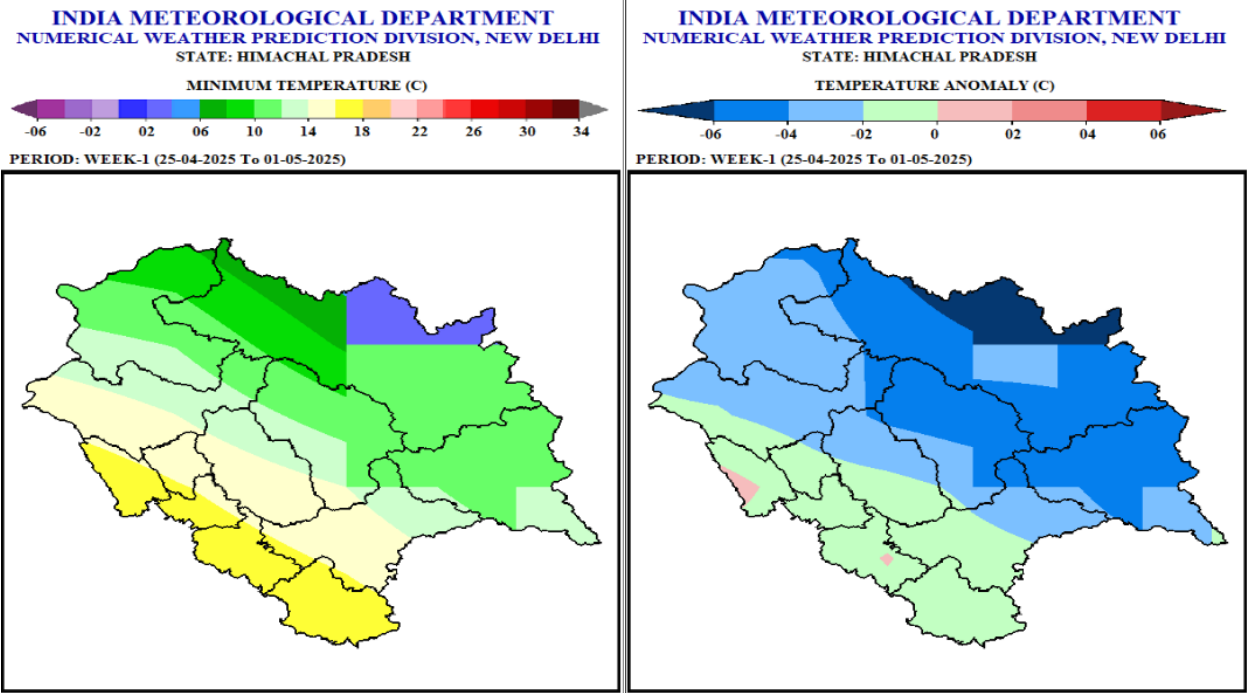 INDIA METEOROLOGICAL DEPARTMENT
NUMERICAL WEATHER PREDICTION DIVISION, NEW DELHI
STATE: HIMACHAL PRADESH
MINIMUM TEMPERATURE (C)
-06 -02 02 06 10 14 18 22 26 30 34
PERIOD: WEEK-1 (25-04-2025 To 01-05-2025)
INDIA METEOROLOGICAL DEPARTMENT
NUMERICAL WEATHER PREDICTION DIVISION, NEW DELHI
STATE: HIMACHAL PRADESH
TEMPERATURE ANOMALY (C)
-06 -04 -02 0 02 04 06
PERIOD: WEEK-1 (25-04-2025 To 01-05-2025)